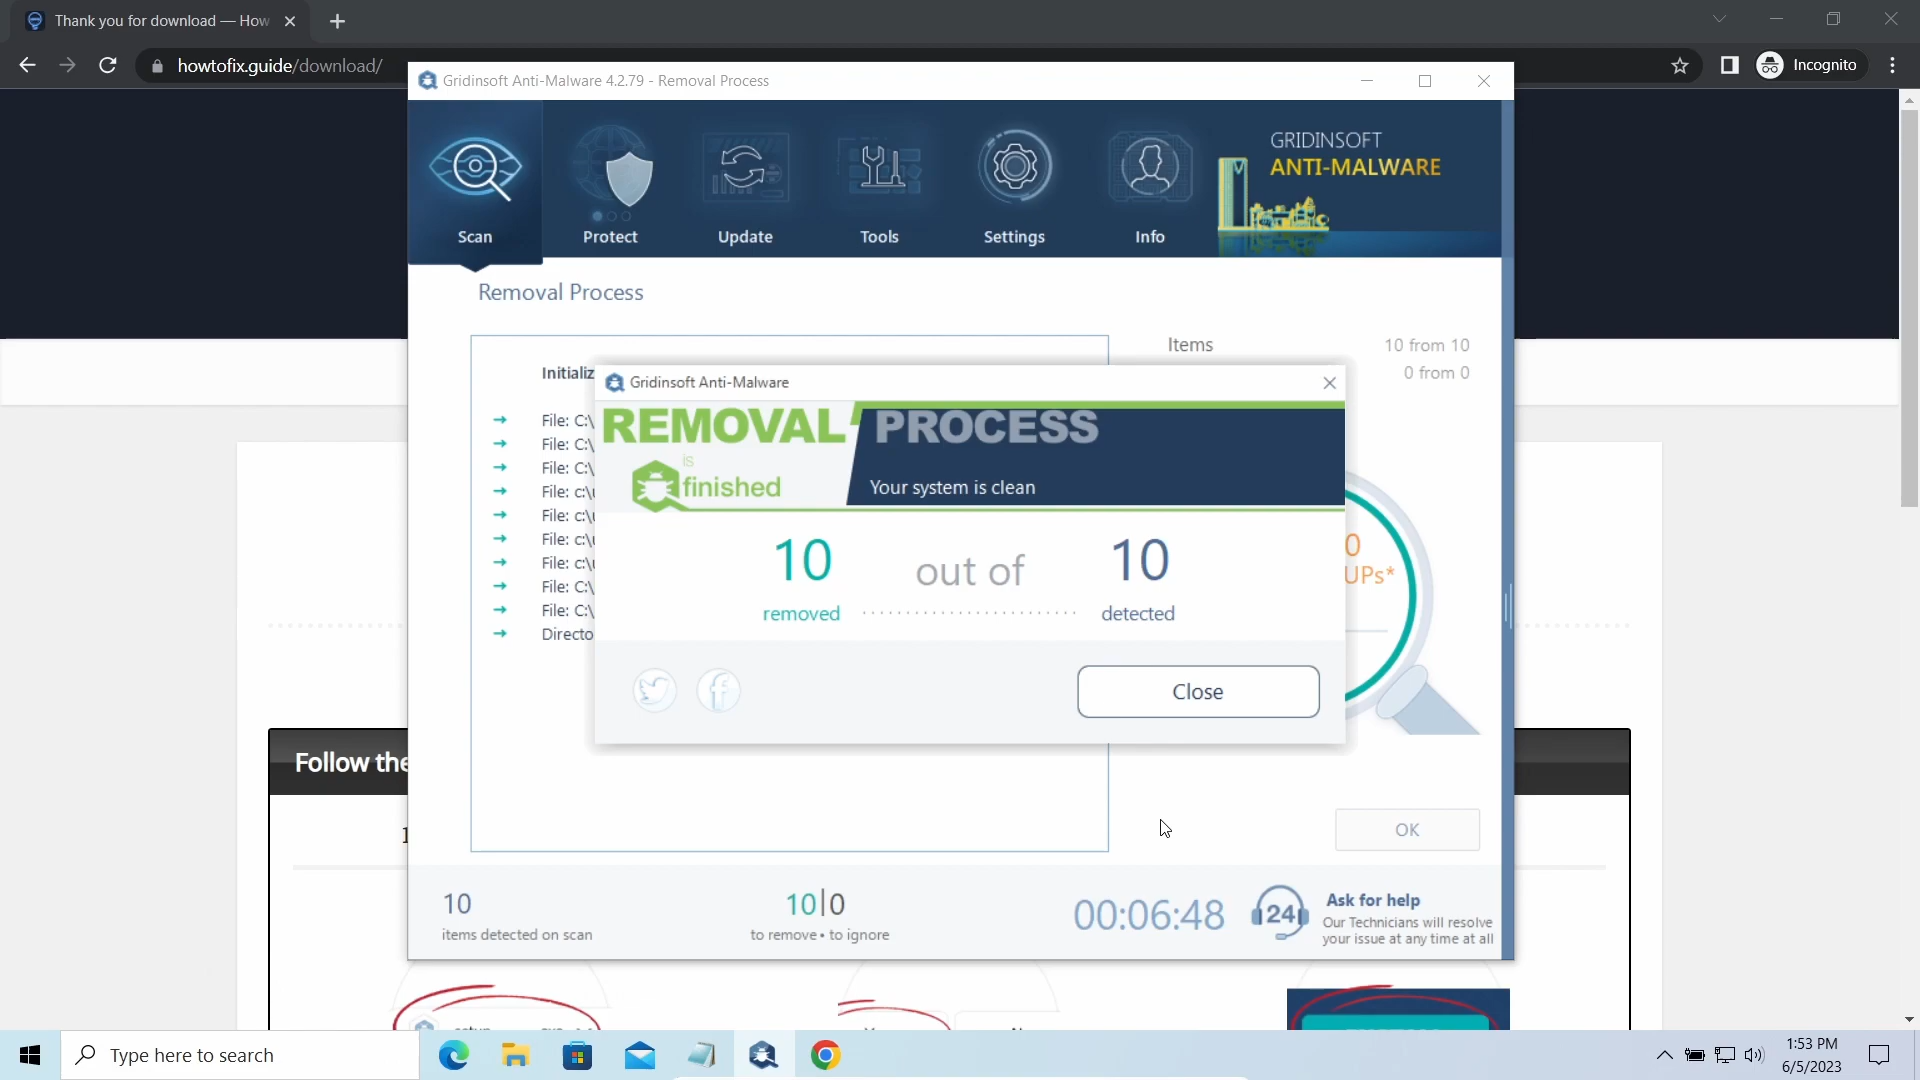 Thank you for download — How
howtofix.guide/download/
Incognito
Gridinsoft Anti-Malware 4.2.79 - Removal Process
Scan
Protect
Update
Tools
Settings
Info
GRIDINSOFT
ANTI-MALWARE
Removal Process
Items
10 from 10
0 from 0
Initializ
File: C:\
File: C:\
File: C:\
File: c:\u
File: c:\u
File: c:\u
File: c:\u
File: C:\
File: C:\
Directo
Gridinsoft Anti-Malware
REMOVAL PROCESS
is
finished
Your system is clean
10 out of 10
removed
detected
Close
0
UPs*
OK
Follow the
1
10
items detected on scan
10|0
to remove • to ignore
00:06:48
24
Ask for help
Our Technicians will resolve
your issue at any time at all
Type here to search
1:53 PM
6/5/2023